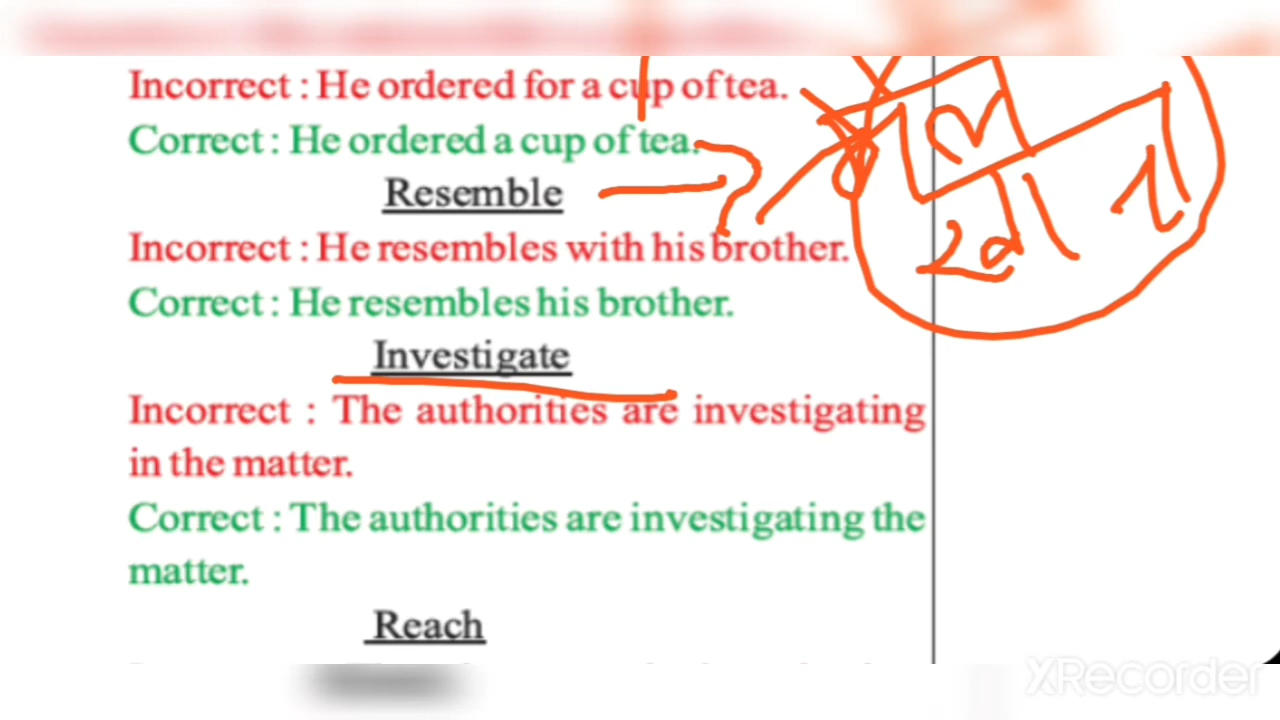 Incorrect : He ordered for a cup of tea.
Correct : He ordered a cup of tea.
Resemble
Incorrect : He resembles with his brother.
Correct : He resembles his brother.
Investigate
Incorrect : The authorities are investigating
in the matter.
Correct : The authorities are investigating the
matter.
Reach
XRecorder